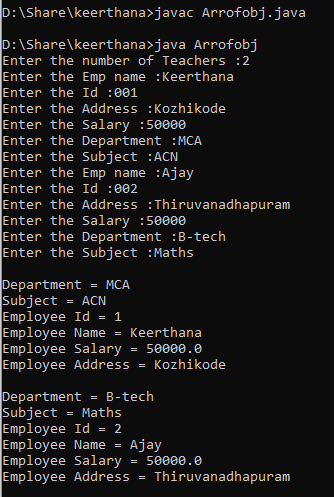 D:\Share\keerthana>javac Arrofobj.java
D:\Share\keerthana>java Arrofobj
Enter the number of Teachers :2
Enter the Emp name :Keerthana
Enter the Id :001
Enter the Address :Kozhikode
Enter the Salary :50000
Enter the Department :MCA
Enter the Subject :ACN
Enter the Emp name :Ajay
Enter the Id :002
Enter the Address :Thiruvanadhapuram
Enter the Salary :50000
Enter the Department :B-tech
Enter the Subject :Maths
Department = MCA
Subject = ACN
Employee Id = 1
Employee Name = Keerthana
Employee Salary = 50000.0
Employee Address = Kozhikode
Department = B-tech
Subject = Maths
Employee Id = 2
Employee Name = Ajay
Employee Salary = 50000.0
Employee Address = Thiruvanadhapuram